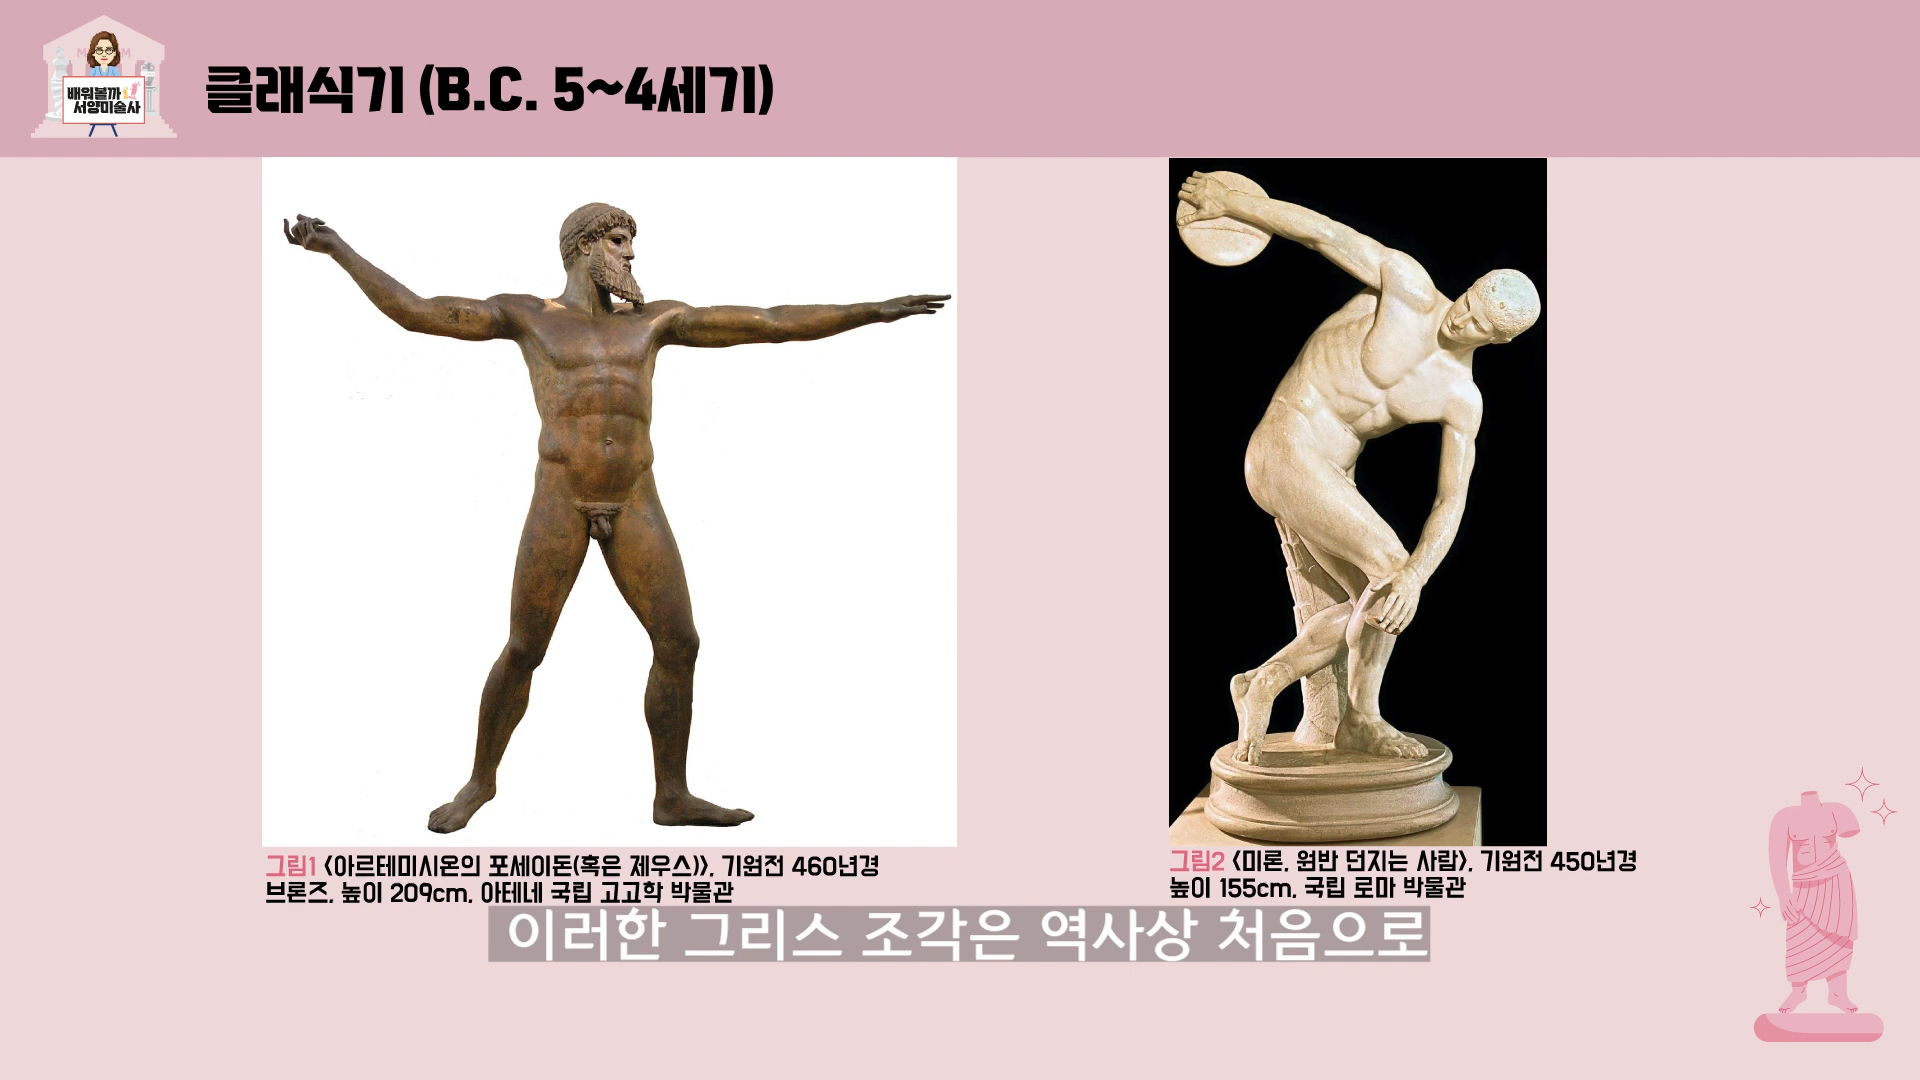 배워볼까
서양미술사
클래식기 (B.C. 5~4세기)
그림1 <아르테미시온의 포세이돈(혹은 제우스)>, 기원전 460년경
브론즈, 높이 209cm, 아테네 국립 고고학 박물관
그림2 <미론, 원반 던지는 사람>, 기원전 450년경
높이 155cm, 국립 로마 박물관
이러한 그리스 조각은 역사상 처음으로